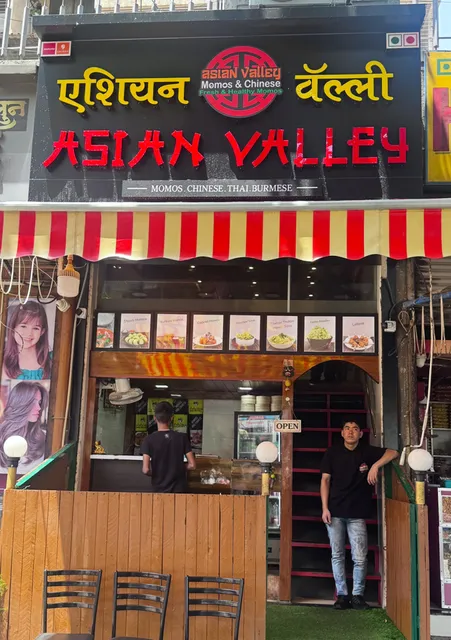 एशियन
asian valley
Momos & Chinese
Fresh & Healthy Momos
वॅल्ली
ASIAN VALLEY
MOMOS . CHINESE . THAI . BURMESE
OPEN